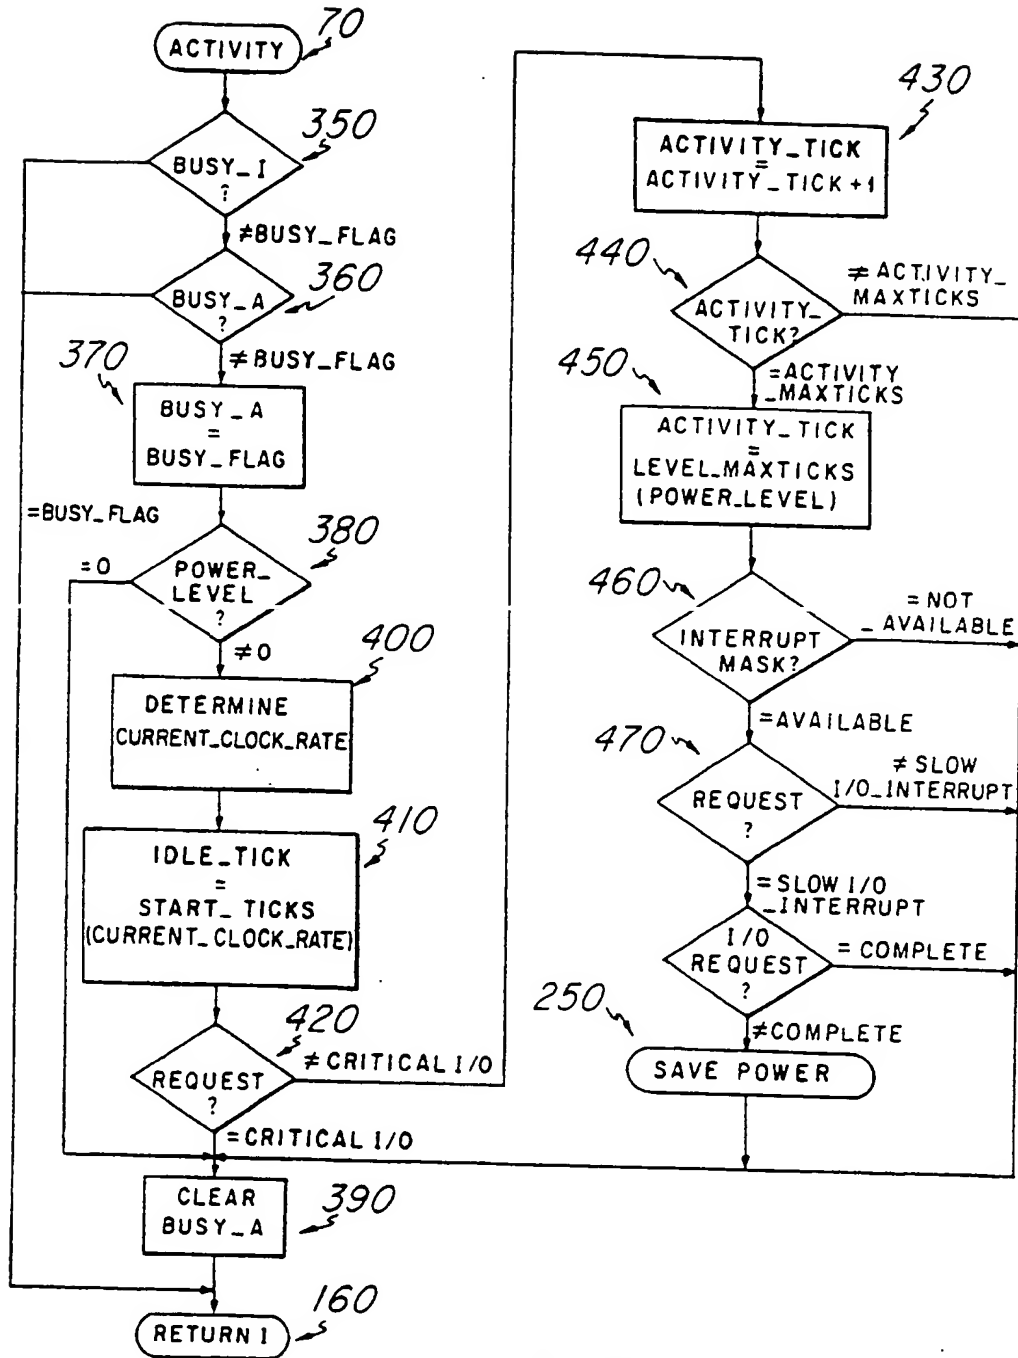 70
ACTIVITY
350
BUSY_I
?
≠BUSY_FLAG
360
BUSY_A
?
≠BUSY_FLAG
370
BUSY_A
=
BUSY_FLAG
=BUSY_FLAG
380
=0
POWER_
LEVEL
?
≠0
400
DETERMINE
CURRENT_CLOCK_RATE
410
IDLE_TICK
=
START_TICKS
(CURRENT_CLOCK_RATE)
420
REQUEST
?
≠CRITICAL I/O
=CRITICAL I/O
CLEAR
BUSY_A
390
160
RETURN I
430
ACTIVITY_TICK
=
ACTIVITY_TICK+1
440
≠ACTIVITY_
MAXTICKS
ACTIVITY_
TICK?
450
=ACTIVITY
_MAXTICKS
ACTIVITY_TICK
=
LEVEL_MAXTICKS
(POWER_LEVEL)
460
=NOT
_AVAILABLE
INTERRUPT
MASK?
=AVAILABLE
470
≠SLOW
I/O_INTERRUPT
REQUEST
?
=SLOW I/O
_INTERRUPT
I/O
REQUEST
?
=COMPLETE
250
≠COMPLETE
SAVE POWER